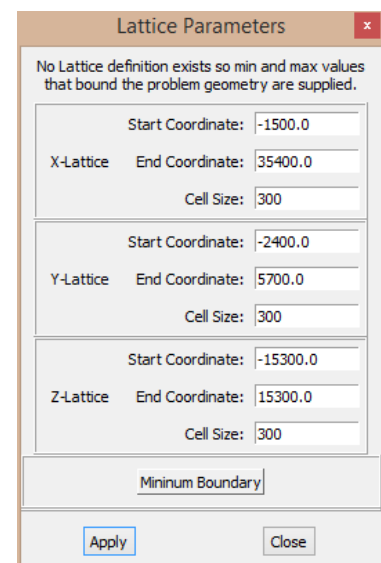 Lattice Parameters
x
No Lattice definition exists so min and max values
that bound the problem geometry are supplied.
Start Coordinate: -1500.0
X-Lattice End Coordinate: 35400.0
Cell Size: 300
Start Coordinate: -2400.0
Y-Lattice End Coordinate: 5700.0
Cell Size: 300
Start Coordinate: -15300.0
Z-Lattice End Coordinate: 15300.0
Cell Size: 300
Mininum Boundary
Apply Close